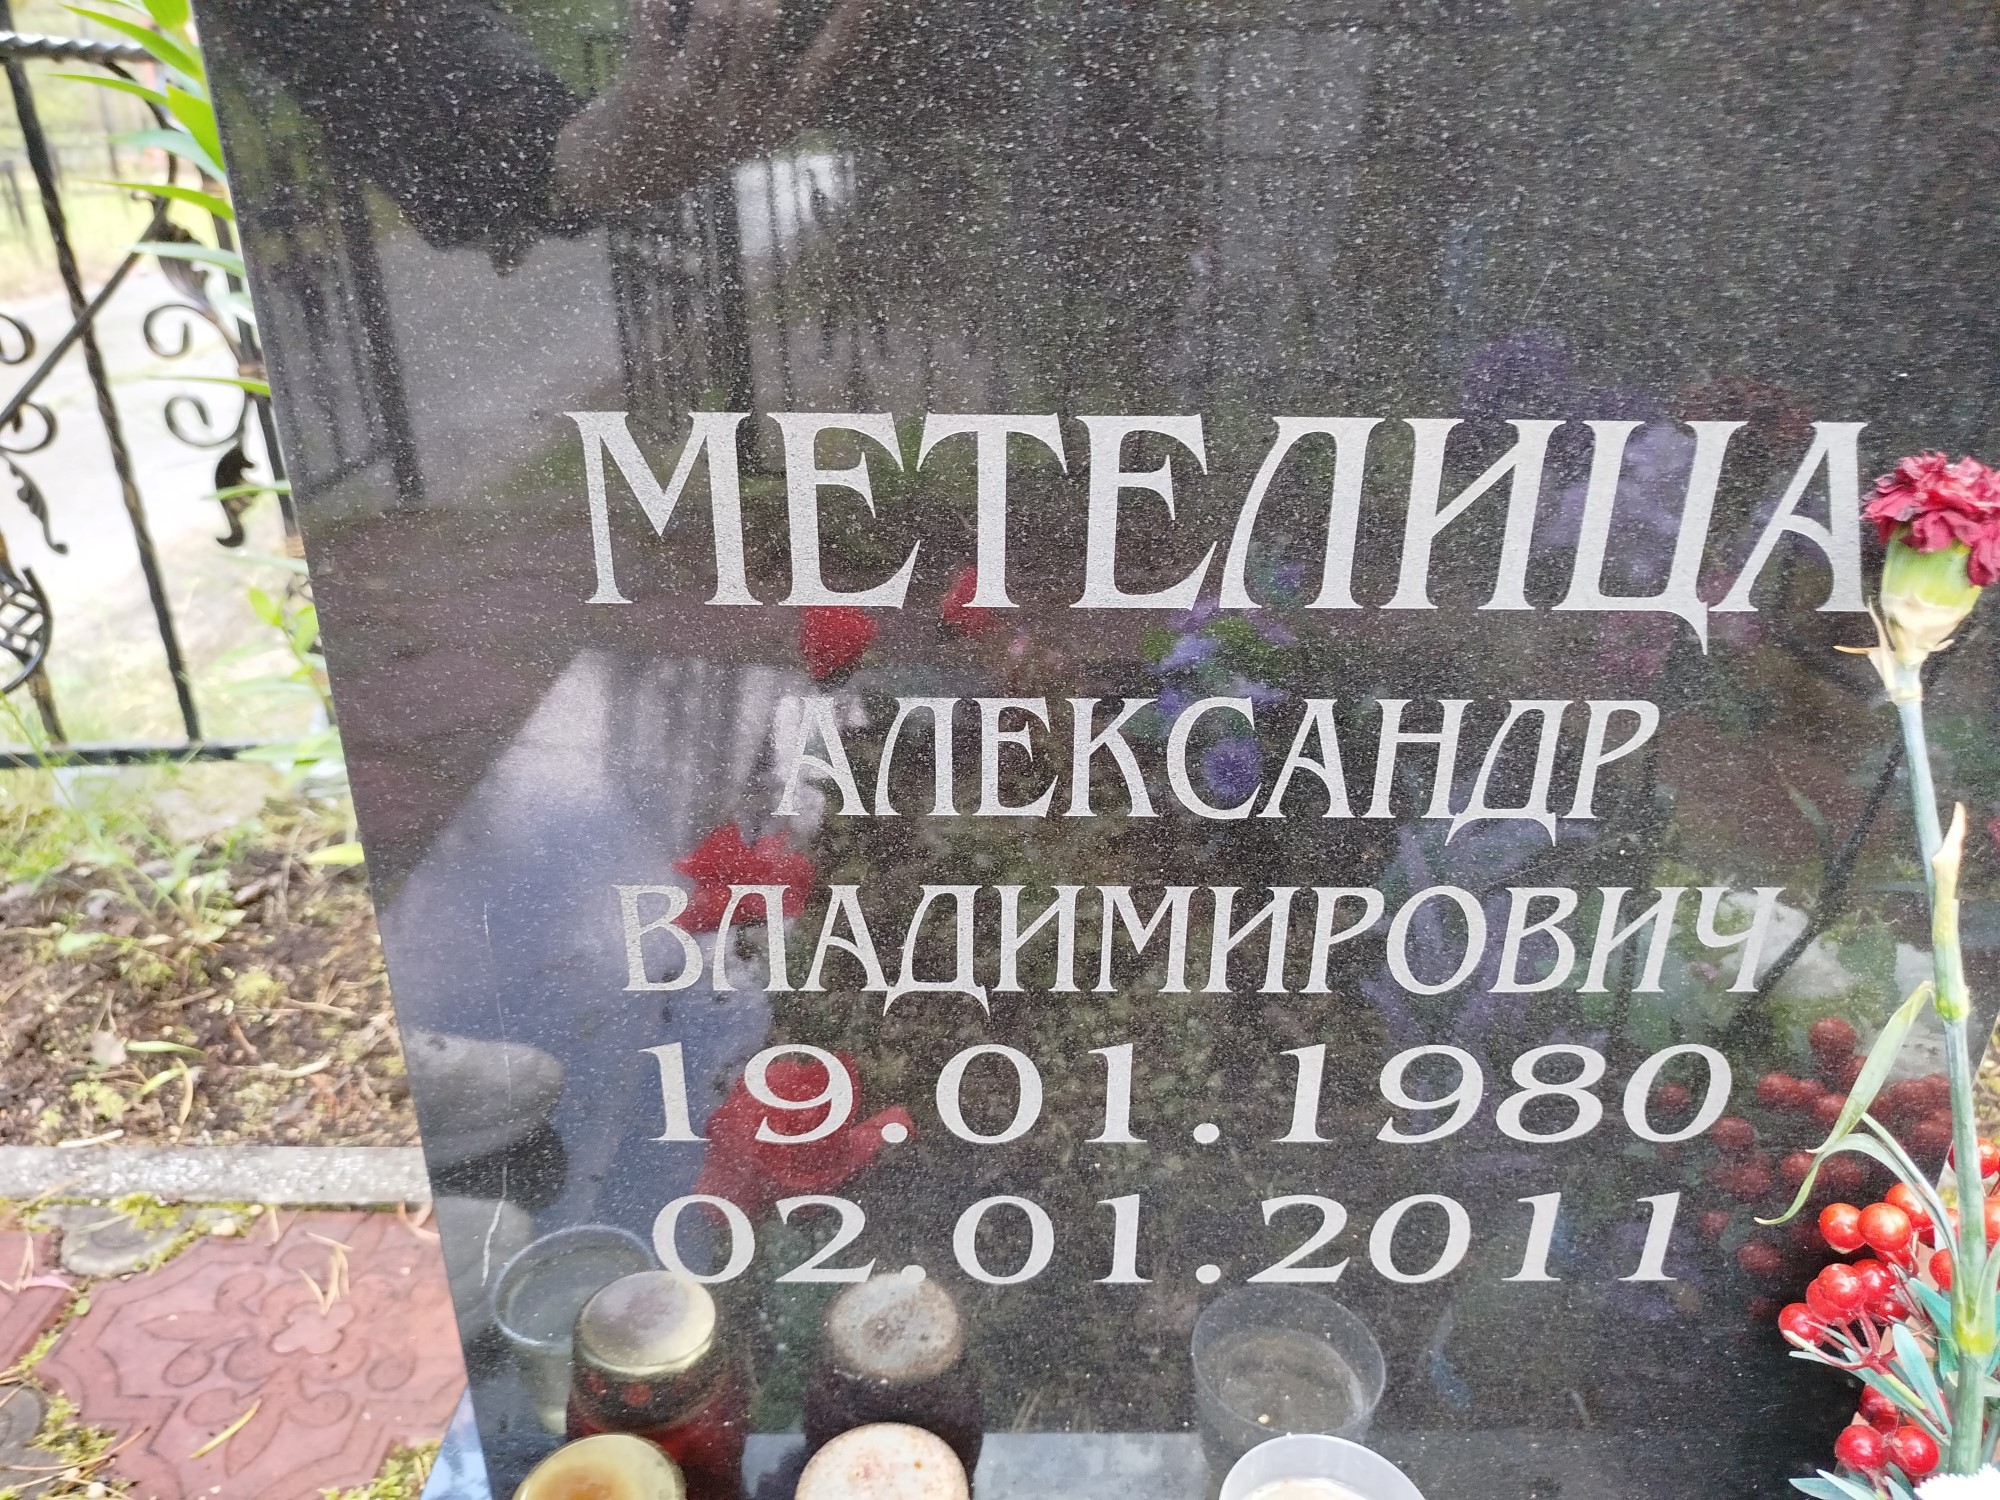 МЕТЕЛИЦА
АЛЕКСАНДР
ВЛАДИМИРОВИЧ
19.01.1980
02.01.2011